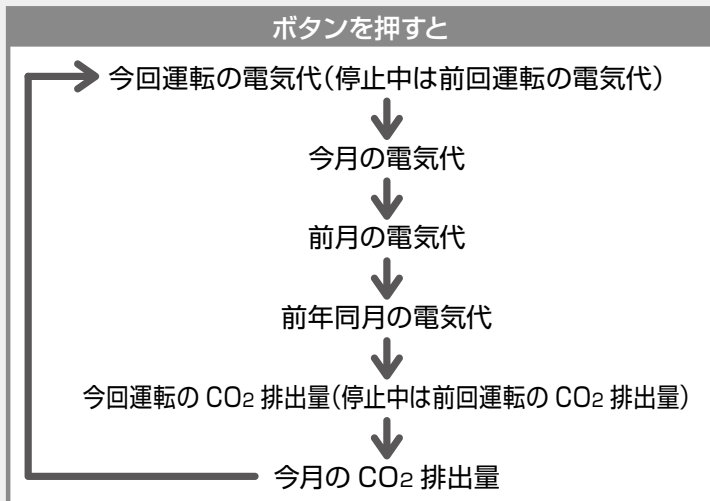 ボタンを押すと
今回運転の電気代(停止中は前回運転の電気代)
今月の電気代
前月の電気代
前年同月の電気代
今回運転の CO2 排出量(停止中は前回運転の CO2 排出量)
今月の CO2 排出量